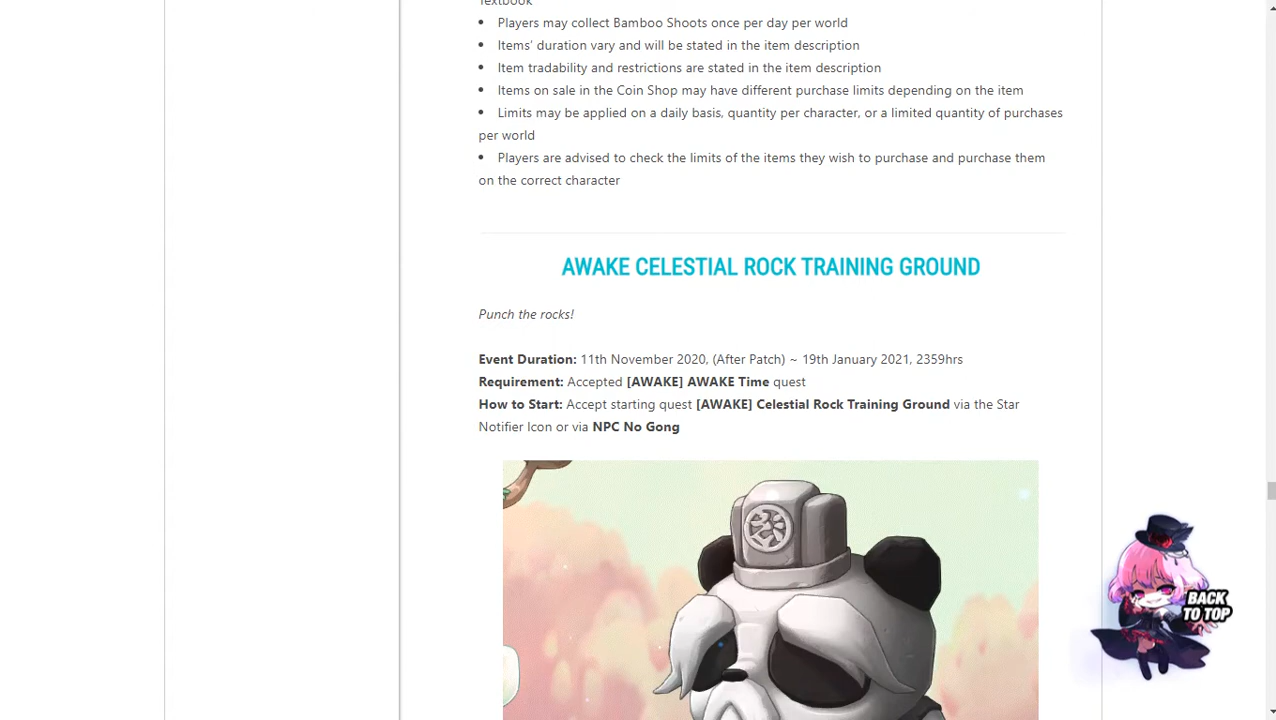 Textbook
• Players may collect Bamboo Shoots once per day per world
• Items' duration vary and will be stated in the item description
• Item tradability and restrictions are stated in the item description
• Items on sale in the Coin Shop may have different purchase limits depending on the item
• Limits may be applied on a daily basis, quantity per character, or a limited quantity of purchases
per world
• Players are advised to check the limits of the items they wish to purchase and purchase them
on the correct character
AWAKE CELESTIAL ROCK TRAINING GROUND
Punch the rocks!
Event Duration: 11th November 2020, (After Patch) ~ 19th January 2021, 2359hrs
Requirement: Accepted [AWAKE] AWAKE Time quest
How to Start: Accept starting quest [AWAKE] Celestial Rock Training Ground via the Star
Notifier Icon or via NPC No Gong
BACK
TO TOP